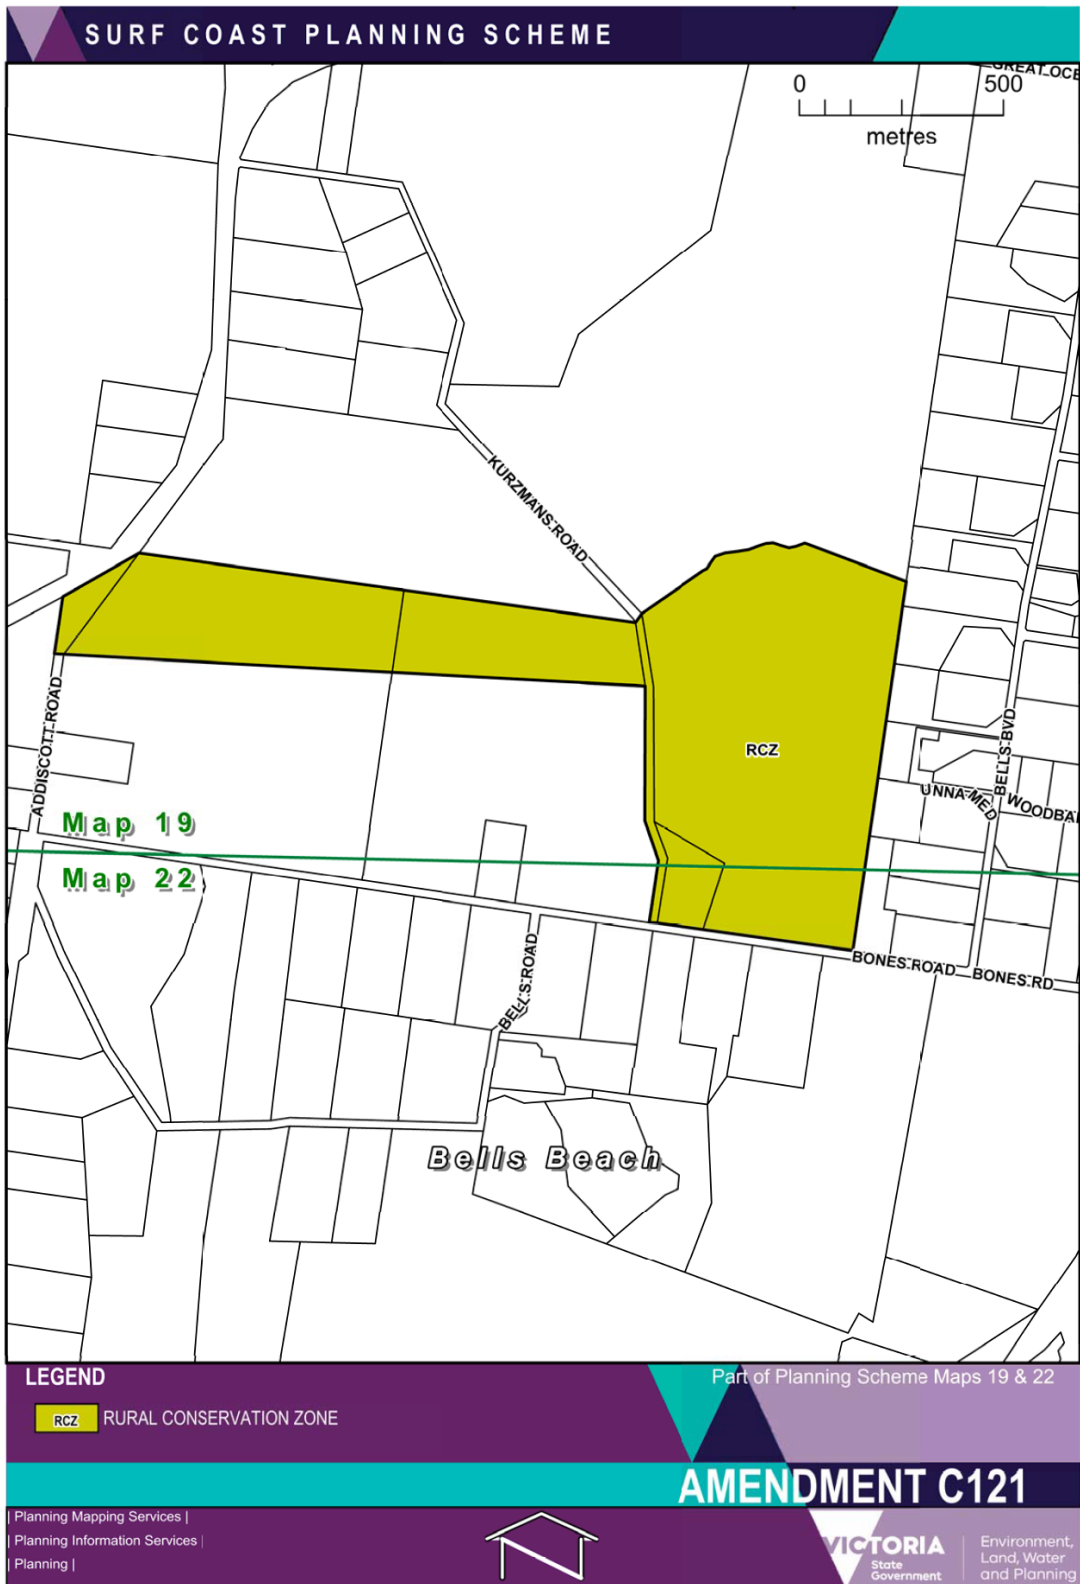 SURF COAST PLANNING SCHEME
GREAT OCE
0 500
metres
KURZMANS ROAD
RCZ
ADDISCOTT ROAD
BELLS BVD
UNNAMED
WOODBA
Map 19
Map 22
BELLS ROAD
BONES ROAD
BONES RD
Bells Beach
LEGEND
Part of Planning Scheme Maps 19 & 22
RCZ RURAL CONSERVATION ZONE
AMENDMENT C121
| Planning Mapping Services |
| Planning Information Services |
| Planning |
VICTORIA
State
Government
Environment,
Land, Water
and Planning